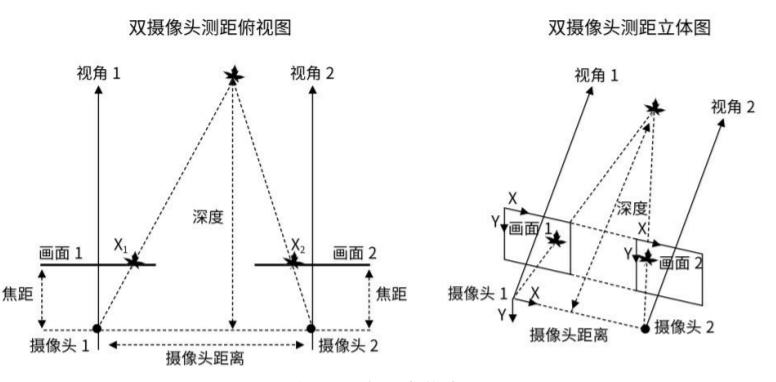 双摄像头测距俯视图
视角 1
视角 2
深度
X1
X2
画面 1
画面 2
焦距
焦距
摄像头 1
摄像头 2
摄像头距离
双摄像头测距立体图
视角 1
视角 2
X
Y
画面 1
深度
X
Y
画面 2
摄像头 1
X
Y
摄像头距离
摄像头 2